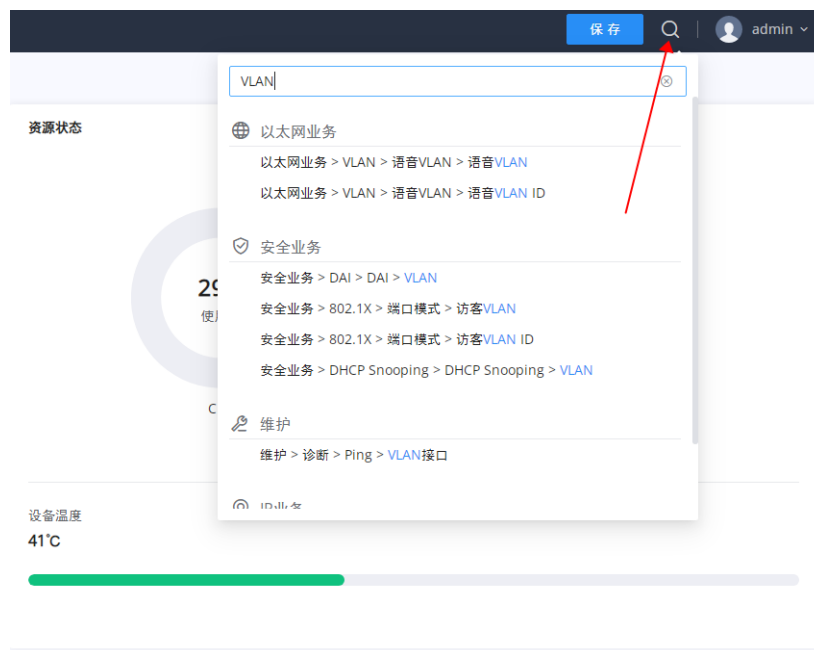 保存
admin
VLAN
资源状态
以太网业务
以太网业务 > VLAN > 语音VLAN > 语音VLAN
以太网业务 > VLAN > 语音VLAN > 语音VLAN ID
安全业务
安全业务 > DAI > DAI > VLAN
安全业务 > 802.1X > 端口模式 > 访客VLAN
安全业务 > 802.1X > 端口模式 > 访客VLAN ID
安全业务 > DHCP Snooping > DHCP Snooping > VLAN
维护
维护 > 诊断 > Ping > VLAN接口
设备温度
41°C